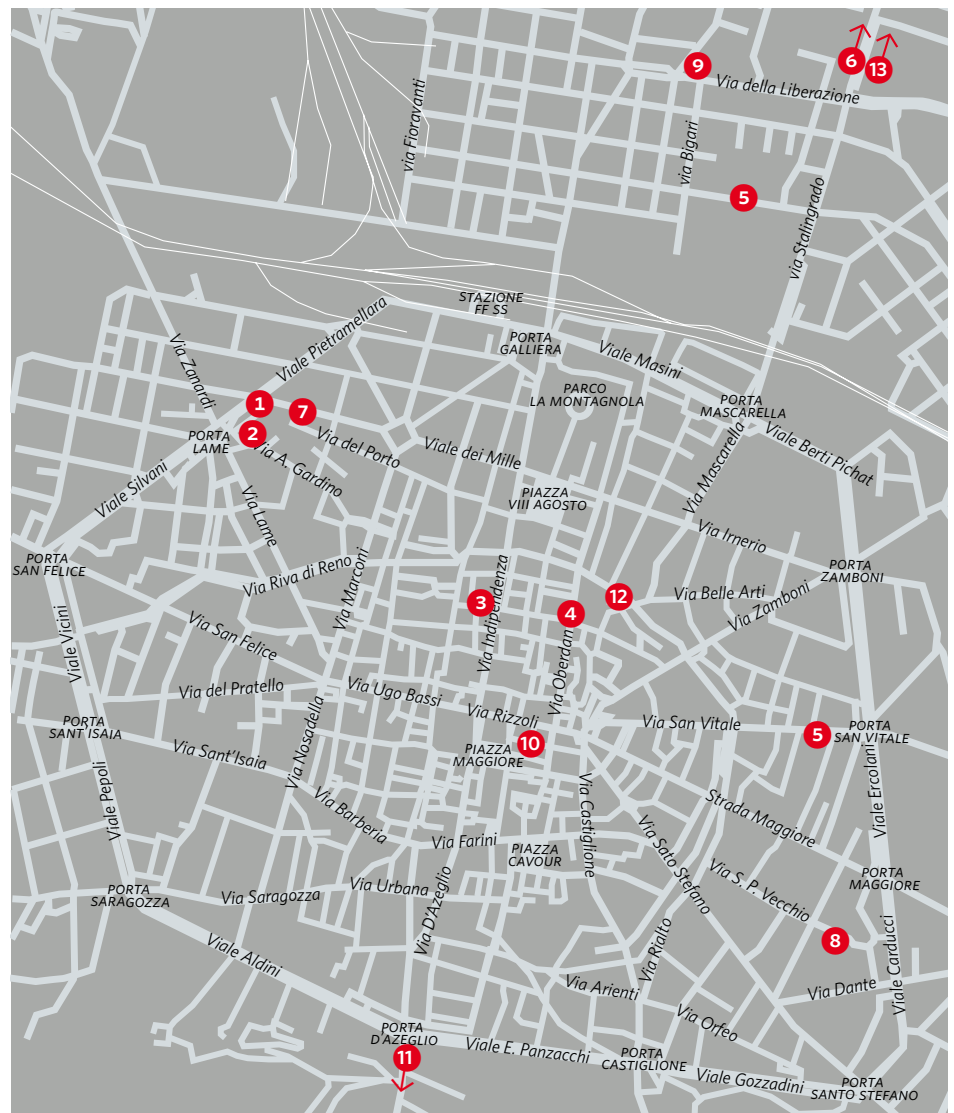 6
9
13
Via della Liberazione
via Fioravanti
via Bigari
5
via Stalingrado
STAZIONE
FF SS
Viale Pietramellara
PORTA
GALLIERA
Via Zanardi
Viale Masini
PARCO
LA MONTAGNOLA
PORTA
MASCARELLA
1
7
2
PORTA
LAME
Via del Porto
Via A. Gardino
Viale dei Mille
Viale Berti Pichat
Via Mascarella
Viale Silvani
PIAZZA
VIII AGOSTO
Via Lame
Via Irnerio
PORTA
SAN FELICE
Via Riva di Reno
Via Marconi
PORTA
ZAMBONI
Via Indipendenza
3
4
12
Via Belle Arti
Via Zamboni
Viale Vicini
Via San Felice
Via Oberdan
Via del Pratello
Via Ugo Bassi
Via Rizzoli
Via San Vitale
5
PORTA
SAN VITALE
PORTA
SANT'ISAIA
Via Sant'Isaia
Via Nosadella
PIAZZA
MAGGIORE
10
Viale Pepoli
Via Barberia
Via Castiglione
Strada Maggiore
Viale Ercolani
Via Farini
PIAZZA
CAVOUR
Via Sato Stefano
Via S. P. Vecchio
PORTA
MAGGIORE
PORTA
SARAGOZZA
Via Saragozza
Via Urbana
Via D'Azeglio
8
Viale Aldini
Via Rialto
Viale Carducci
Via Arienti
Via Dante
Via Orfeo
PORTA
D'AZEGLIO
11
Viale E. Panzacchi
PORTA
CASTIGLIONE
Viale Gozzadini
PORTA
SANTO STEFANO